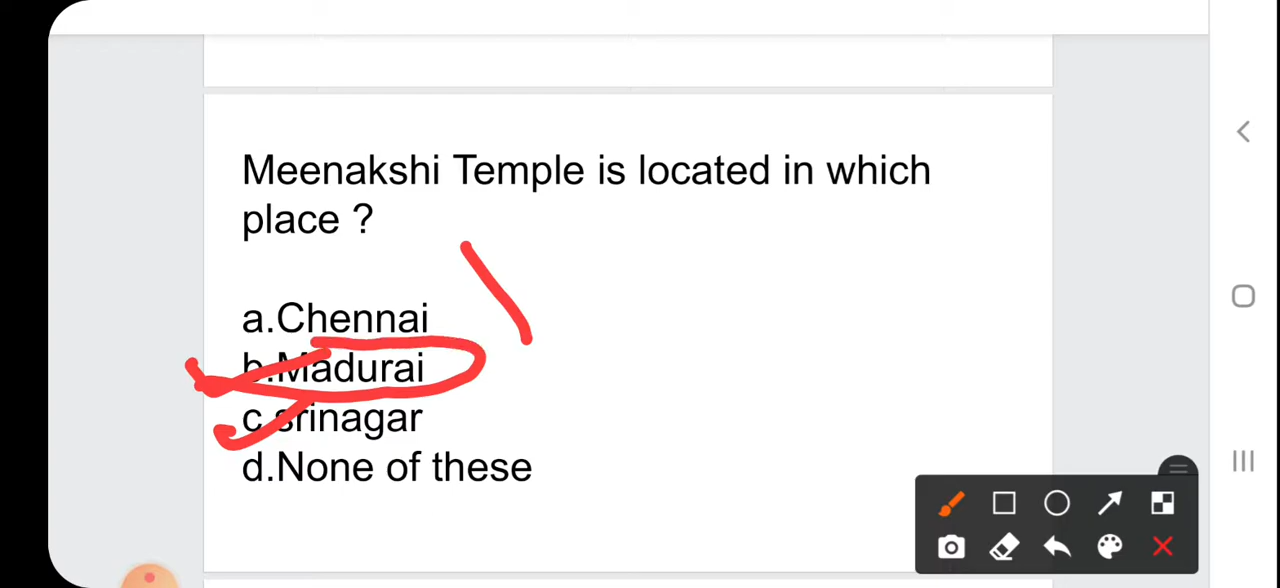 Meenakshi Temple is located in which
place ?
a.Chennai
b.Madurai
c.srinagar
d.None of these